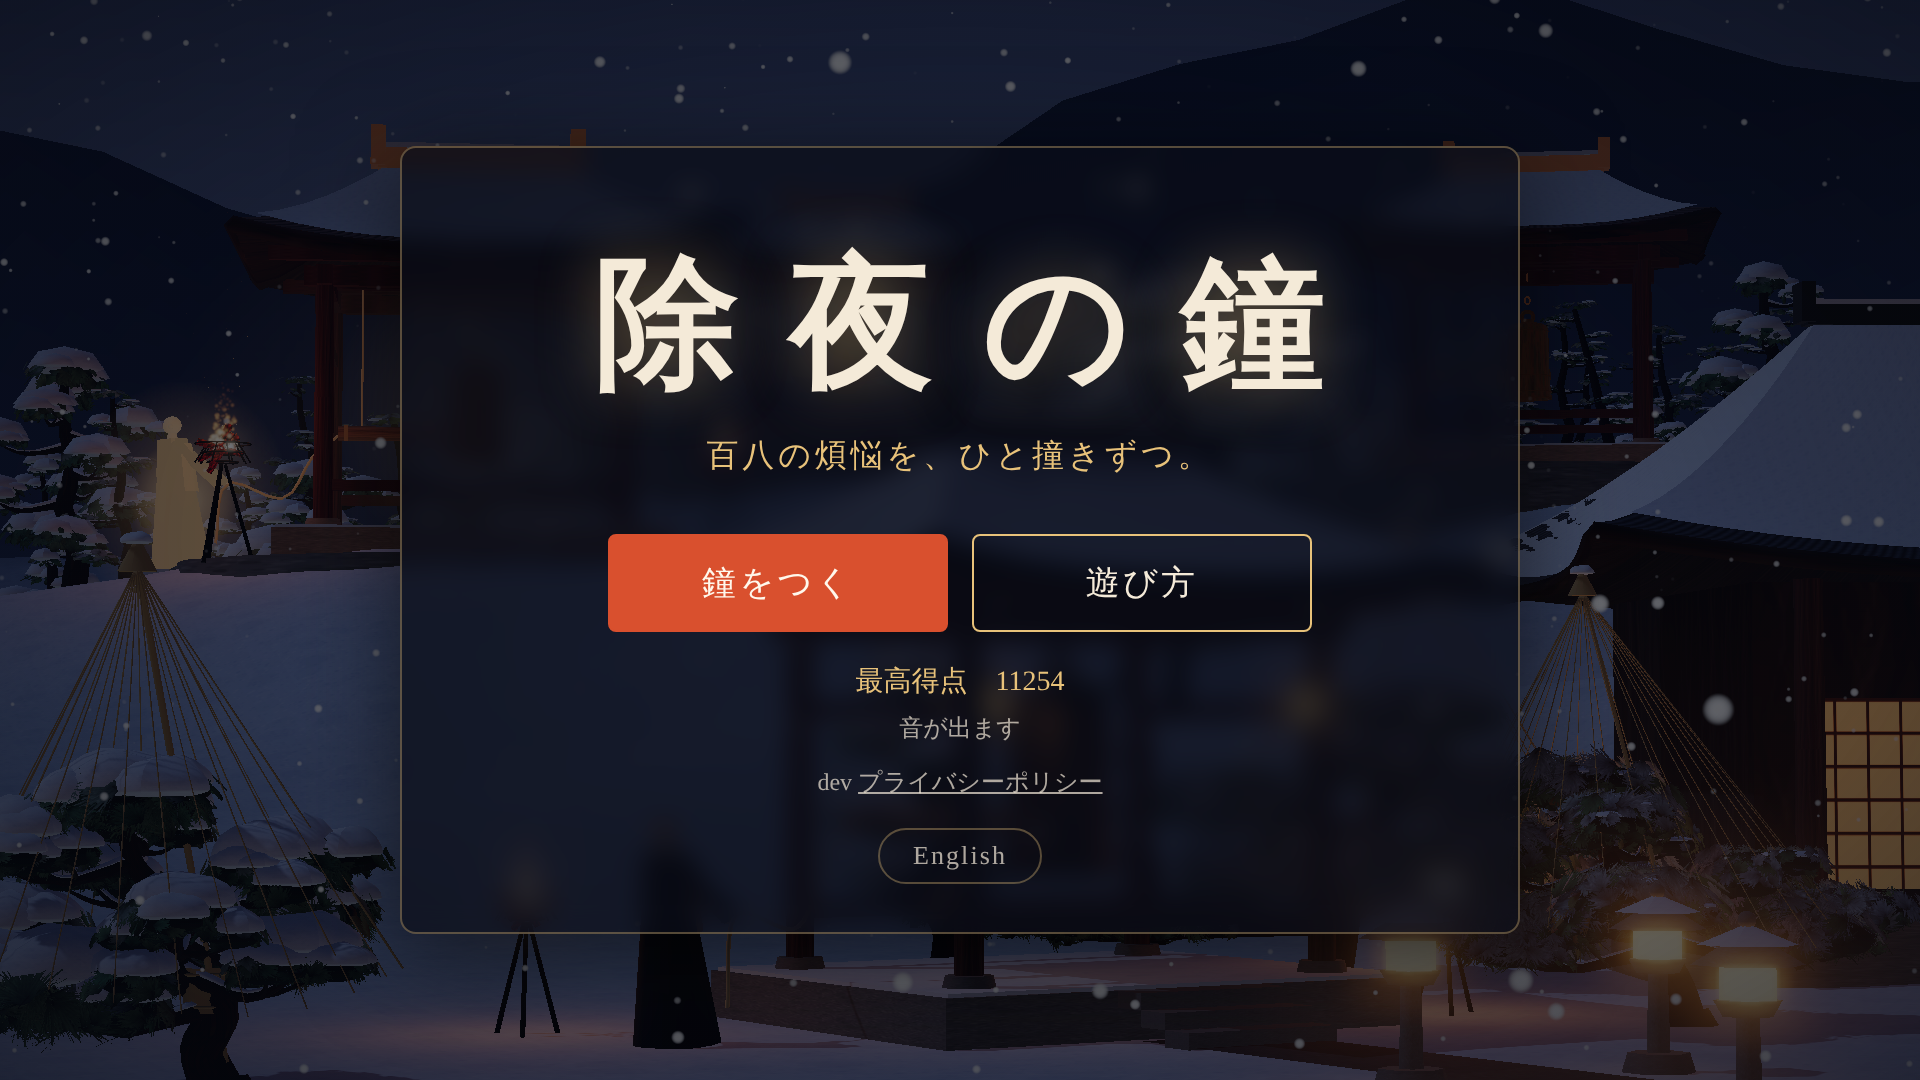 除夜の鐘
百八の煩悩を、ひと撞きずつ。
鐘をつく
遊び方
最高得点 11254
音が出ます
dev プライバシーポリシー
English